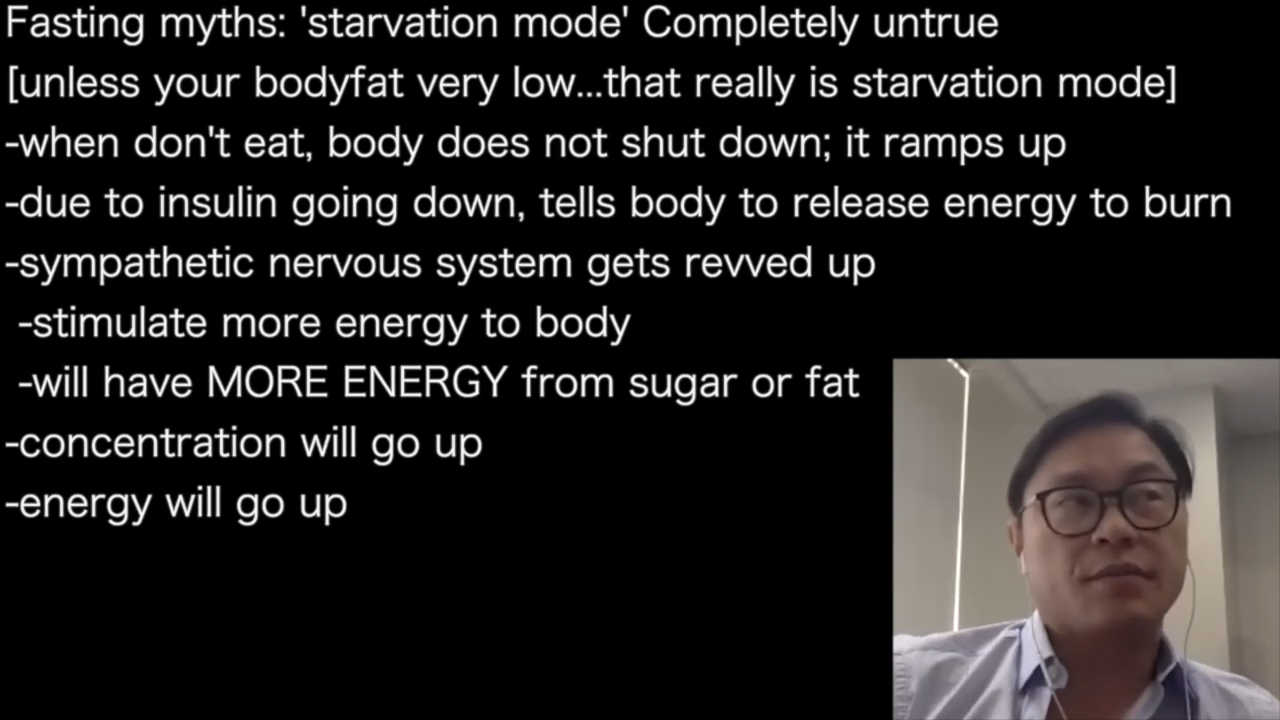 Fasting myths: 'starvation mode' Completely untrue
[unless your bodyfat very low...that really is starvation mode]
-when don't eat, body does not shut down; it ramps up
-due to insulin going down, tells body to release energy to burn
-sympathetic nervous system gets revved up
-stimulate more energy to body
-will have MORE ENERGY from sugar or fat
-concentration will go up
-energy will go up